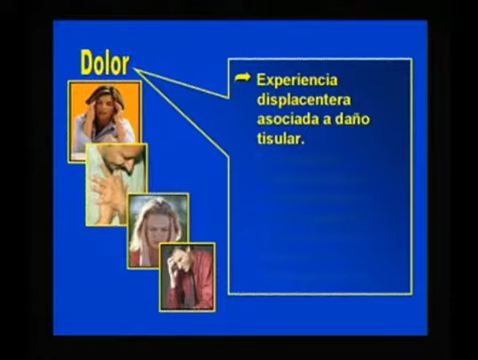 Dolor
Experiencia
displacentera
asociada a daño
tisular.